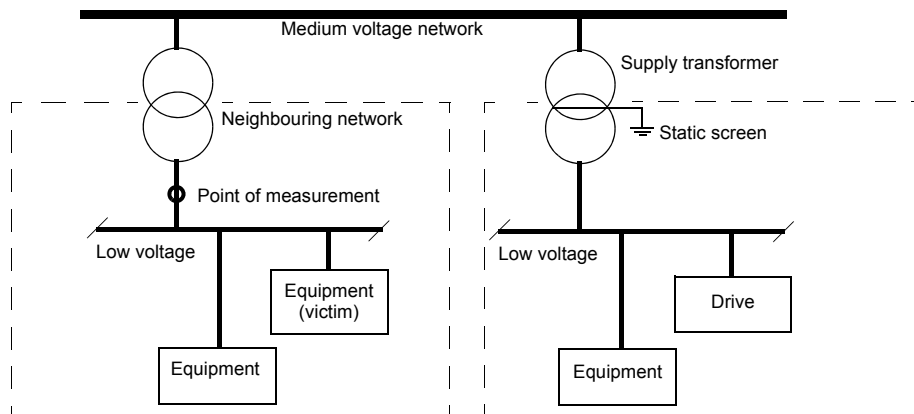 Medium voltage network
Supply transformer
Neighbouring network
Static screen
Point of measurement
Low voltage
Low voltage
Equipment
(victim)
Drive
Equipment
Equipment